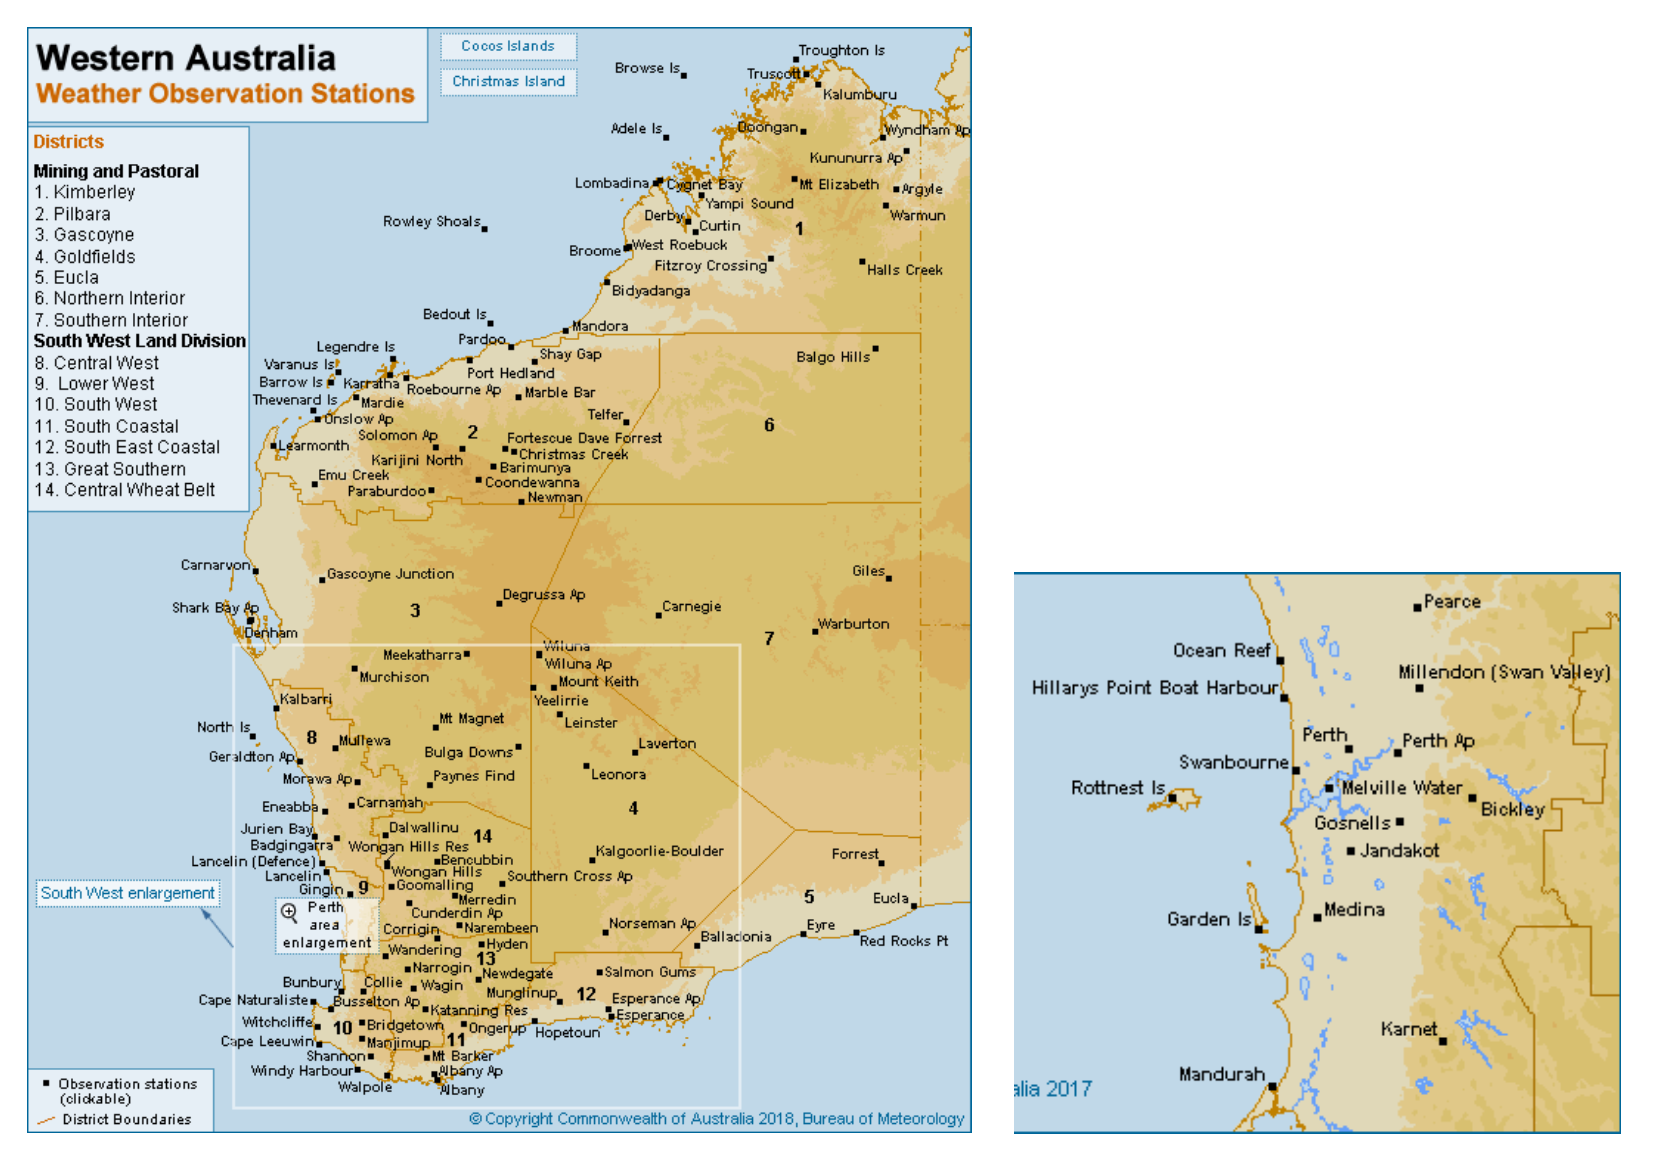 Western Australia
Weather Observation Stations
Cocos Islands
Christmas Island
Districts
Mining and Pastoral
1. Kimberley
2. Pilbara
3. Gascoyne
4. Goldfields
5. Eucla
6. Northern Interior
7. Southern Interior
South West Land Division
8. Central West
9. Lower West
10. South West
11. South Coastal
12. South East Coastal
13. Great Southern
14. Central Wheat Belt
Troughton Is
Browse Is
Truscott
Kalumburu
Adele Is
Doongan
Wyndham Ap
Kununurra Ap
Lombadina
Cygnet Bay
Mt Elizabeth
Argyle
Yampi Sound
Derby
Warmun
Rowley Shoals
Curtin
1
Broome
West Roebuck
Fitzroy Crossing
Halls Creek
Bidyadanga
Bedout Is
Mandora
Pardoo
Legendre Is
Shay Gap
Balgo Hills
Varanus Is
Port Hedland
Barrow Is
Karratha
Roebourne Ap
Marble Bar
Thevenard Is
Mardie
Onslow Ap
Telfer
6
Solomon Ap
2
Fortescue Dave Forrest
Learmonth
Christmas Creek
Karijini North
Barimunya
Emu Creek
Coondewanna
Paraburdoo
Newman
Carnarvon
Gascoyne Junction
Giles
Degrussa Ap
Shark Bay Ap
3
Carnegie
Denham
Warburton
7
Wiluna
Meekatharra
Wiluna Ap
Murchison
Mount Keith
Kalbarri
Yeelirrie
North Is
Mt Magnet
Leinster
8
Mullewa
Laverton
Geraldton Ap
Bulga Downs
Morawa Ap
Paynes Find
Leonora
Eneabba
Carnamah
4
Jurien Bay
Dalwallinu
14
Badgingarra
Wongan Hills Res
Kalgoorlie-Boulder
Forrest
Lancelin (Defence)
Bencubbin
Lancelin
Wongan Hills
Southern Cross Ap
Gingin
9
Goomalling
5
Eucla
South West enlargement
Merredin
Perth
area
enlargement
Cunderdin Ap
Corrigin
Narembeen
Norseman Ap
Balladonia
Eyre
Red Rocks Pt
Wandering
Hyden
13
Narrogin
Newdegate
Salmon Gums
Bunbury
Collie
Wagin
Munglinup
12
Cape Naturaliste
Busselton Ap
Katanning Res
Esperance Ap
Esperance
Witchcliffe
10
Bridgetown
Ongerup
Hopetoun
Cape Leeuwin
Manjimup
11
Shannon
Mt Barker
Windy Harbour
Albany Ap
Walpole
Albany
Observation stations
(clickable)
District Boundaries
© Copyright Commonwealth of Australia 2018, Bureau of Meteorology
Pearce
Ocean Reef
Millendon (Swan Valley)
Hillarys Point Boat Harbour
Perth
Perth Ap
Swanbourne
Rottnest Is
Melville Water
Bickley
Gosnells
Jandakot
Medina
Garden Is
Karnet
Mandurah
alia 2017